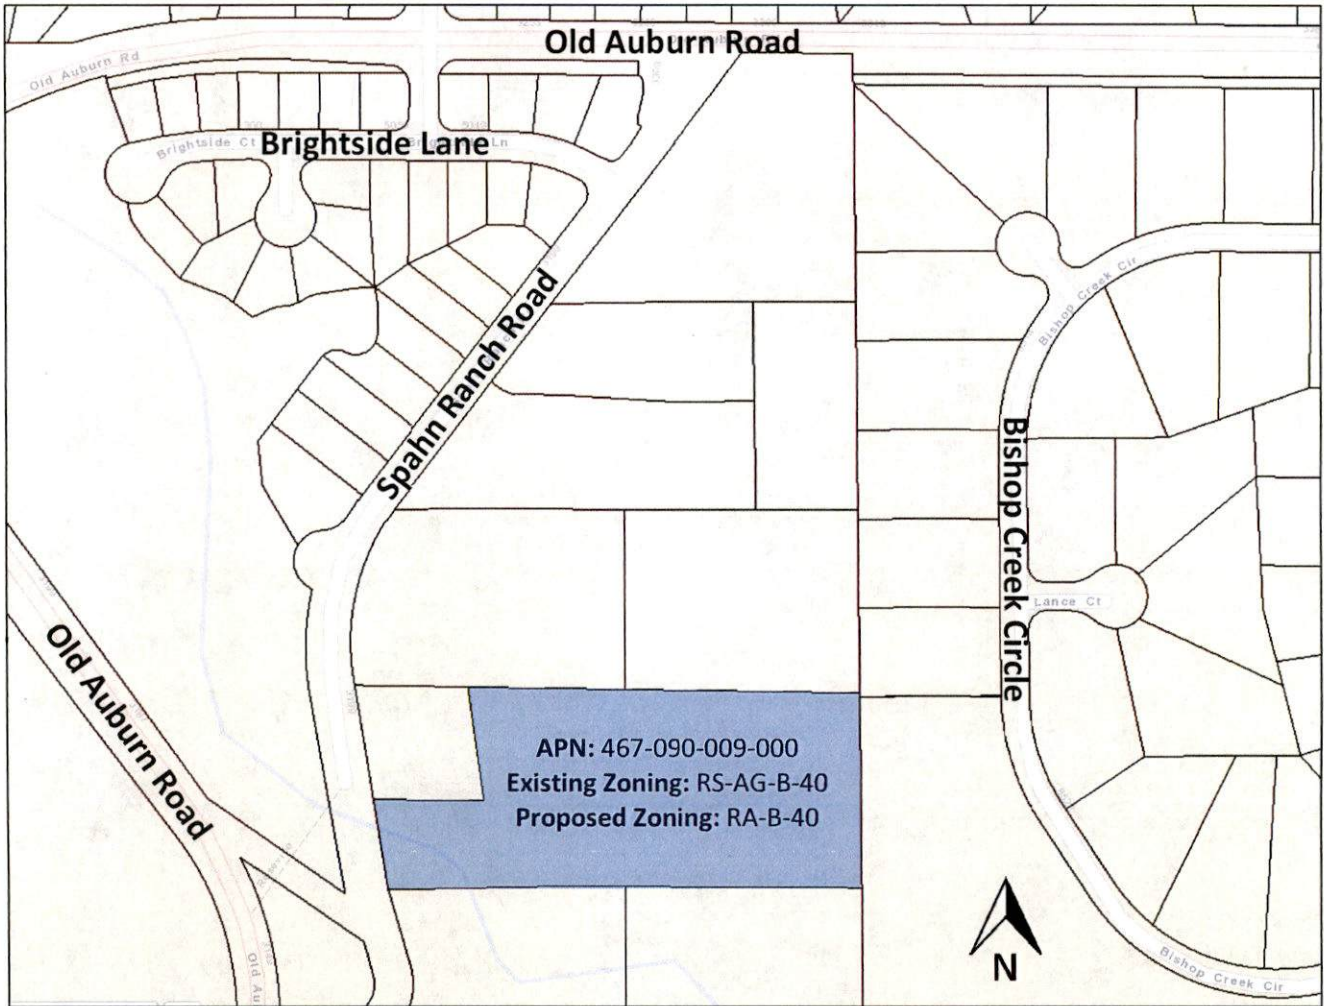 Old Auburn Road
Old Auburn Rd
Brightside Ct
Brightside Lane
Ln
Spahn Ranch Road
Bishop Creek Cir
Bishop Creek Circle
Lance Ct
Old Auburn Road
APN: 467-090-009-000
Existing Zoning: RS-AG-B-40
Proposed Zoning: RA-B-40
N
Old Au
Bishop Creek Cir